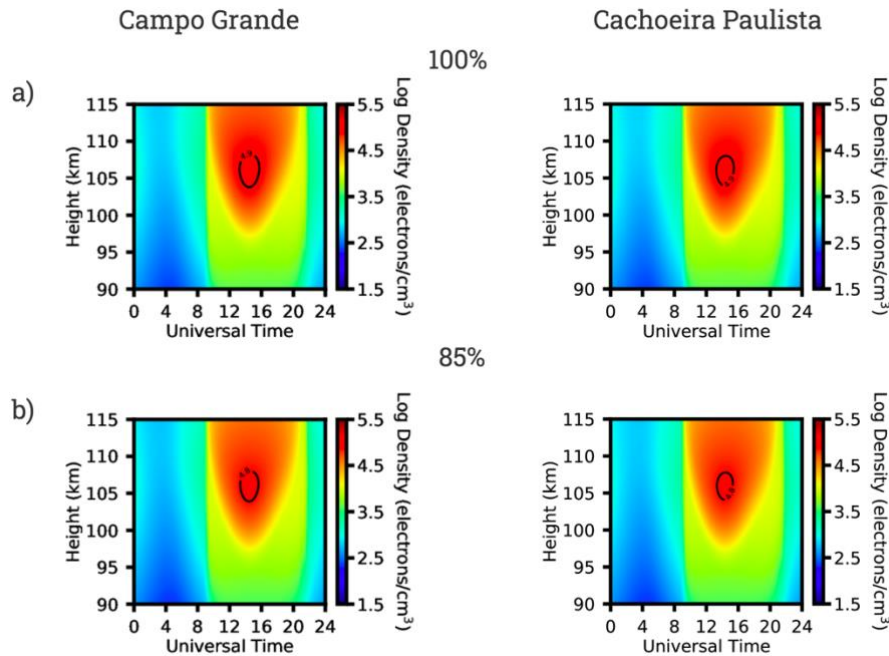 Campo Grande Cachoeira Paulista
100%
a)
115
110
105
100
95
90
Height (km)
0 4 8 12 16 20 24
Universal Time
5.5
4.5
3.5
2.5
1.5
Log Density (electrons/cm³)
115
110
105
100
95
90
Height (km)
0 4 8 12 16 20 24
Universal Time
5.5
4.5
3.5
2.5
1.5
Log Density (electrons/cm³)
85%
b)
115
110
105
100
95
90
Height (km)
0 4 8 12 16 20 24
Universal Time
5.5
4.5
3.5
2.5
1.5
Log Density (electrons/cm³)
115
110
105
100
95
90
Height (km)
0 4 8 12 16 20 24
Universal Time
5.5
4.5
3.5
2.5
1.5
Log Density (electrons/cm³)